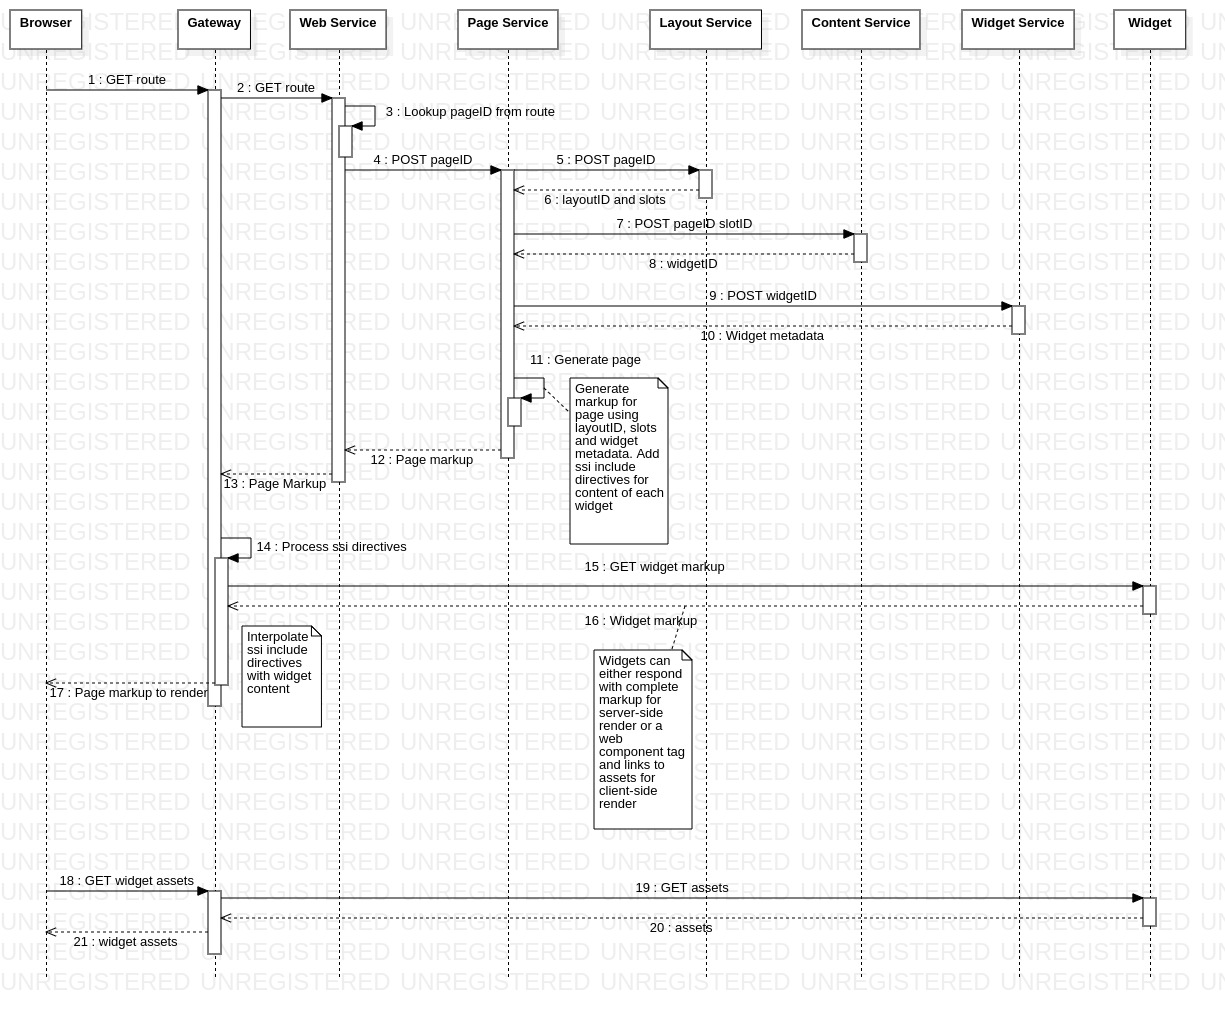 Browser
Gateway
Web Service
Page Service
Layout Service
Content Service
Widget Service
Widget
1 : GET route
2 : GET route
3 : Lookup pageID from route
4 : POST pageID
5 : POST pageID
6 : layoutID and slots
7 : POST pageID slotID
8 : widgetID
9 : POST widgetID
10 : Widget metadata
11 : Generate page
Generate
markup for
page using
layoutID, slots
and widget
metadata. Add
ssi include
directives for
content of each
widget
12 : Page markup
13 : Page Markup
14 : Process ssi directives
15 : GET widget markup
16 : Widget markup
Interpolate
ssi include
directives
with widget
content
17 : Page markup to render
Widgets can
either respond
with complete
markup for
server-side
render or a
web
component tag
and links to
assets for
client-side
render
18 : GET widget assets
19 : GET assets
20 : assets
21 : widget assets
UNREGISTERED